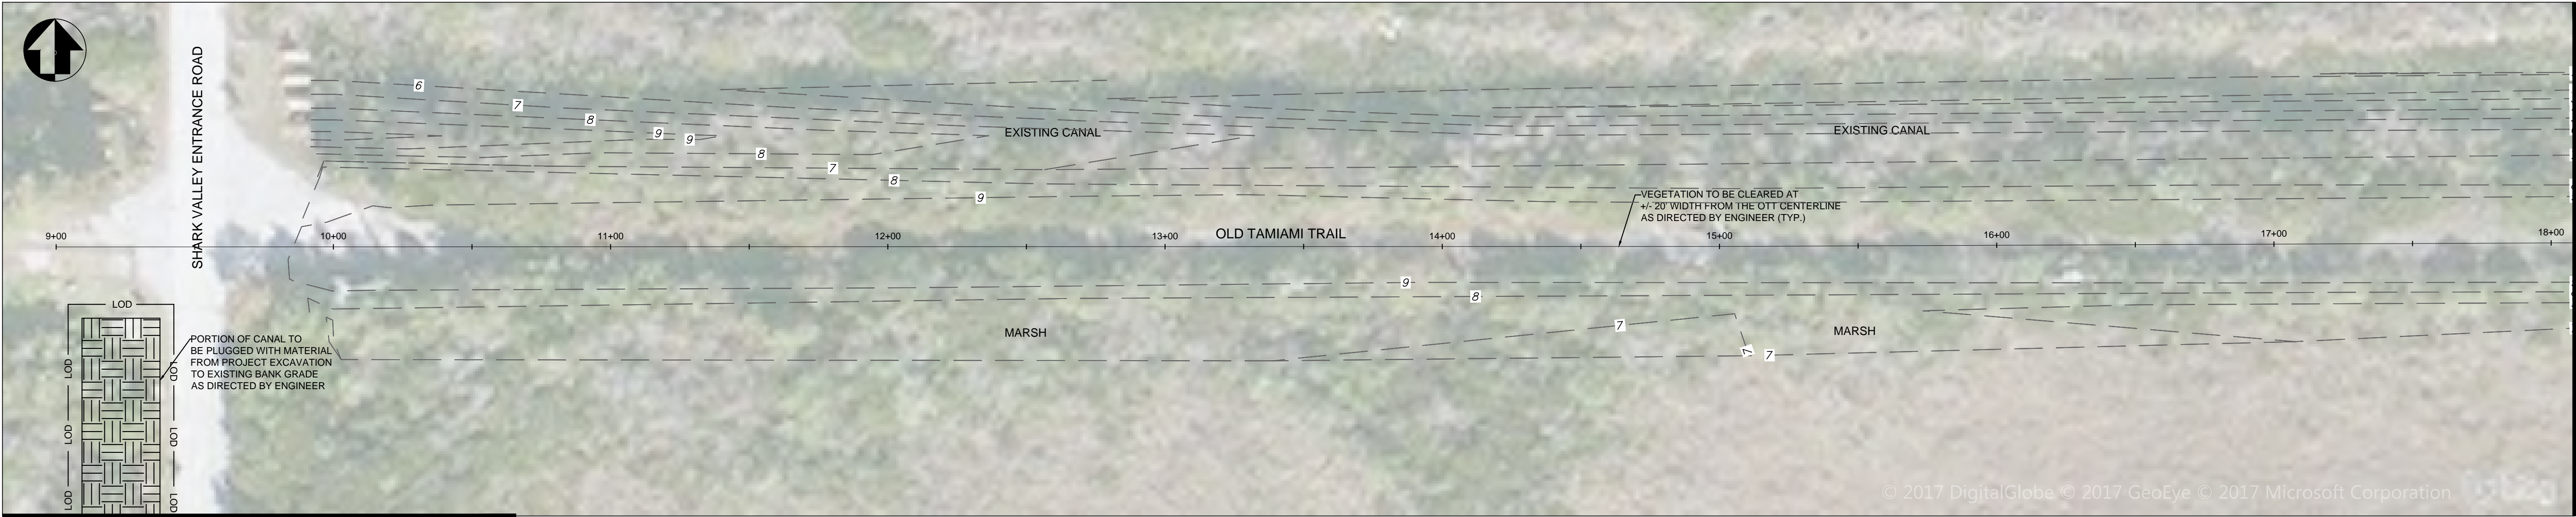 SHARK VALLEY ENTRANCE ROAD
6
7
8
9
9
8
7
8
9
EXISTING CANAL
EXISTING CANAL
VEGETATION TO BE CLEARED AT
+/- 20' WIDTH FROM THE OTT CENTERLINE
AS DIRECTED BY ENGINEER (TYP.)
OLD TAMIAMI TRAIL
9+00
10+00
11+00
12+00
13+00
14+00
15+00
16+00
17+00
18+00
9
8
7
7
7
MARSH
MARSH
LOD
LOD
LOD
LOD
LOD
LOD
LOD
PORTION OF CANAL TO
BE PLUGGED WITH MATERIAL
FROM PROJECT EXCAVATION
TO EXISTING BANK GRADE
AS DIRECTED BY ENGINEER
© 2017 DigitalGlobe © 2017 GeoEye © 2017 Microsoft Corporation